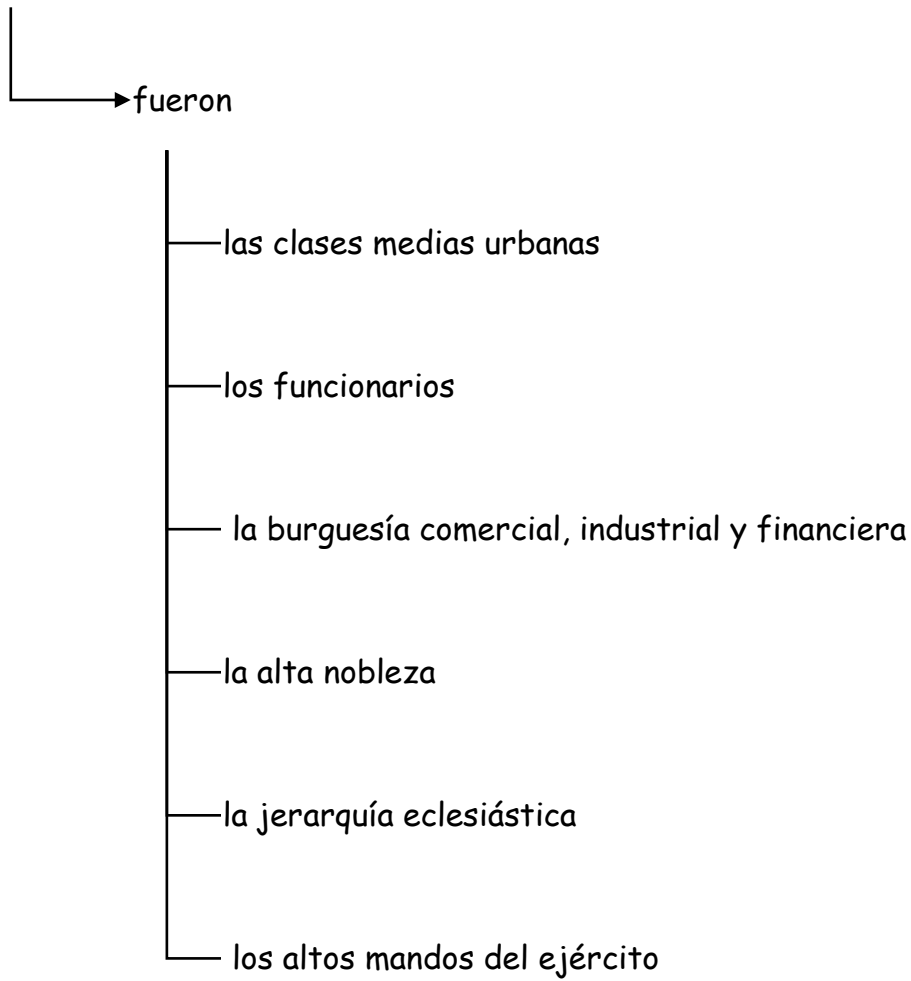 fueron
las clases medias urbanas
los funcionarios
la burguesía comercial, industrial y financiera
la alta nobleza
la jerarquía eclesiástica
los altos mandos del ejército